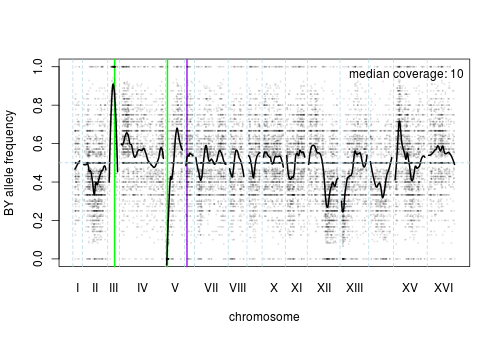 median coverage: 10
BY allele frequency
1.0
0.8
0.6
0.4
0.2
0.0
I II III IV V VII VIII X XI XII XIII XV XVI
chromosome